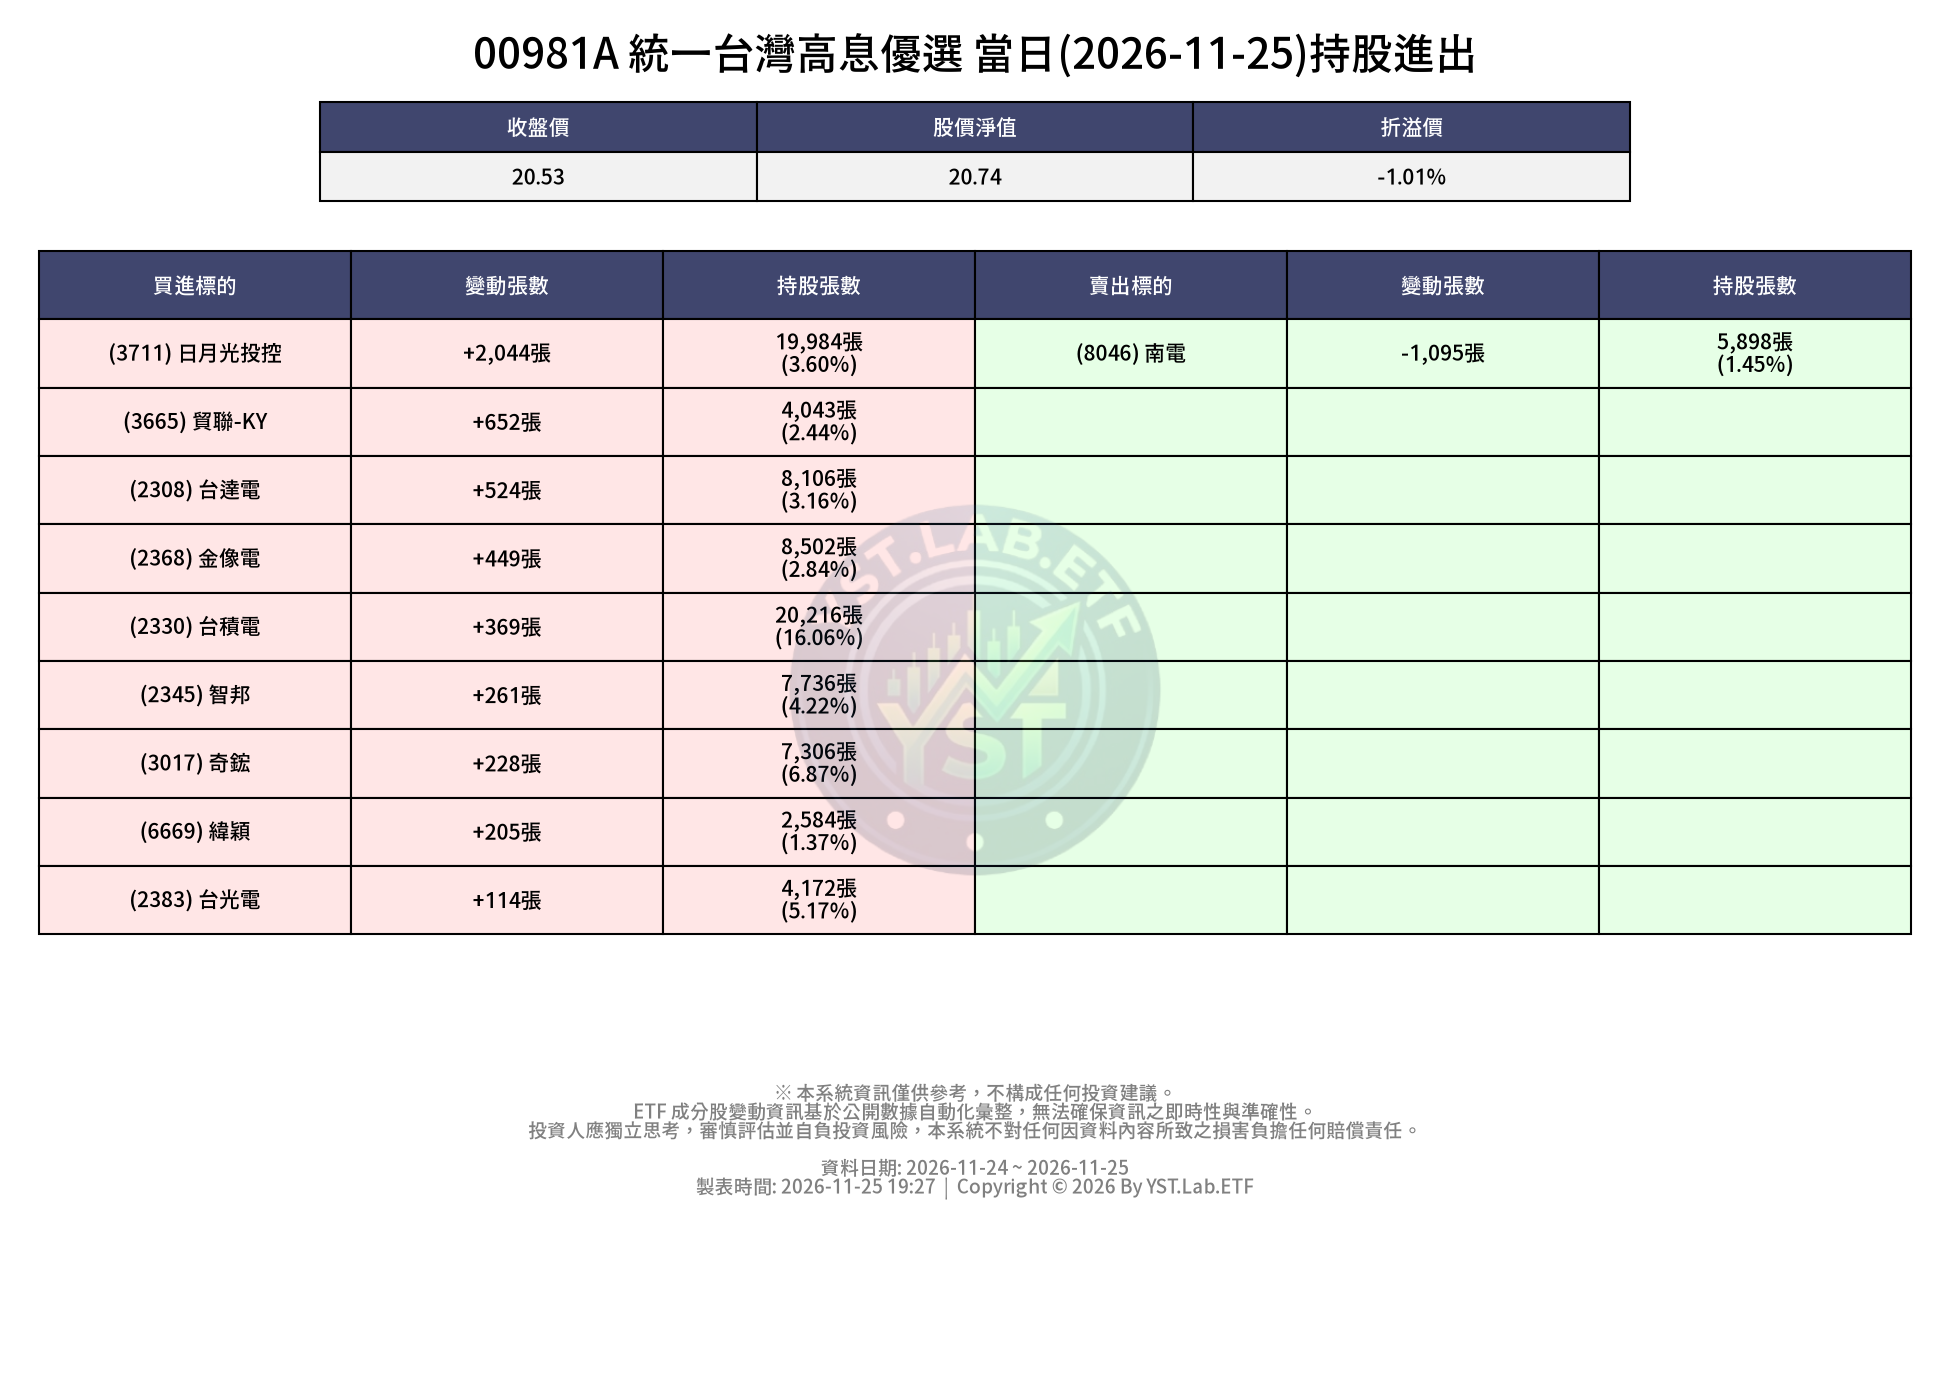 00981A 統一台灣高息優選 當日(2026-11-25)持股進出
收盤價 股價淨值 折溢價
20.53 20.74 -1.01%
買進標的 變動張數 持股張數 賣出標的 變動張數 持股張數
(3711) 日月光投控 +2,044張 19,984張 (3.60%) (8046) 南電 -1,095張 5,898張 (1.45%)
(3665) 貿聯-KY +652張 4,043張 (2.44%)
(2308) 台達電 +524張 8,106張 (3.16%)
(2368) 金像電 +449張 8,502張 (2.84%)
(2330) 台積電 +369張 20,216張 (16.06%)
(2345) 智邦 +261張 7,736張 (4.22%)
(3017) 奇鋐 +228張 7,306張 (6.87%)
(6669) 緯穎 +205張 2,584張 (1.37%)
(2383) 台光電 +114張 4,172張 (5.17%)
YST.LAB.ETF
YST
※ 本系統資訊僅供參考，不構成任何投資建議。
ETF 成分股變動資訊基於公開數據自動化彙整，無法確保資訊之即時性與準確性。
投資人應獨立思考，審慎評估並自負投資風險，本系統不對任何因資料內容所致之損害負擔任何賠償責任。
資料日期: 2026-11-24 ~ 2026-11-25
製表時間: 2026-11-25 19:27 | Copyright © 2026 By YST.Lab.ETF